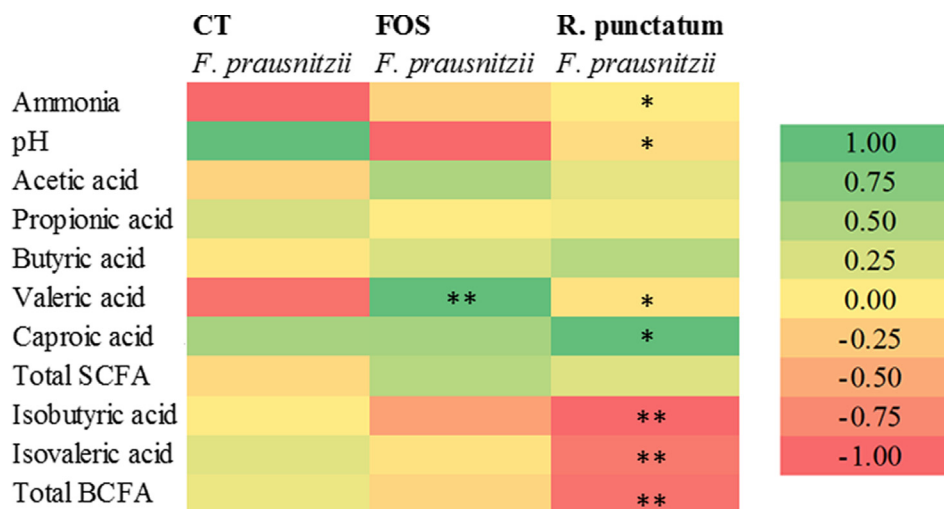 CT FOS R. punctatum
F. prausnitzii F. prausnitzii F. prausnitzii
Ammonia *
pH *
Acetic acid
Propionic acid
Butyric acid
Valeric acid ** *
Caproic acid *
Total SCFA
Isobutyric acid **
Isovaleric acid **
Total BCFA **
1.00
0.75
0.50
0.25
0.00
-0.25
-0.50
-0.75
-1.00